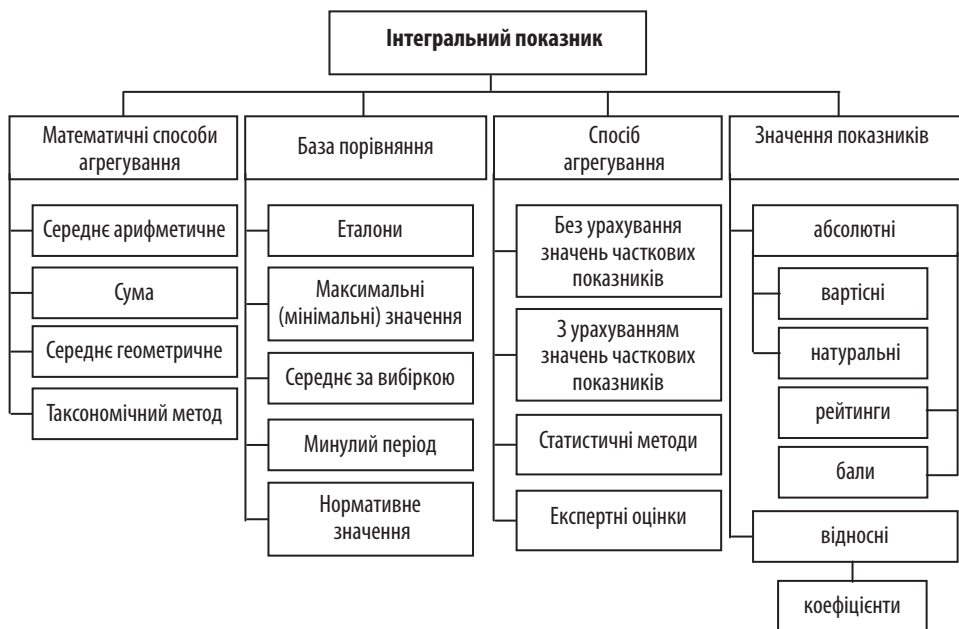 Інтегральний показник
Математичні способи
агрегування
Середнє арифметичне
Сума
Середнє геометричне
Таксономічний метод
База порівняння
Еталони
Максимальні
(мінімальні) значення
Середнє за вибіркою
Минулий період
Нормативне
значення
Спосіб
агрегування
Без урахування
значень часткових
показників
З урахуванням
значень часткових
показників
Статистичні методи
Експертні оцінки
Значення показників
абсолютні
вартісні
натуральні
рейтинги
бали
відносні
коефіцієнти